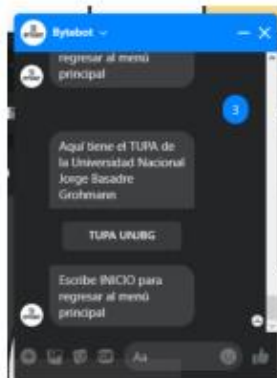 Bytebot
regresar al menú
principal
3
Aquí tiene el TUPA de
la Universidad Nacional
Jorge Basadre
Grohmann
TUPA UNJBG
Escribe INICIO para
regresar al menú
principal
Aa